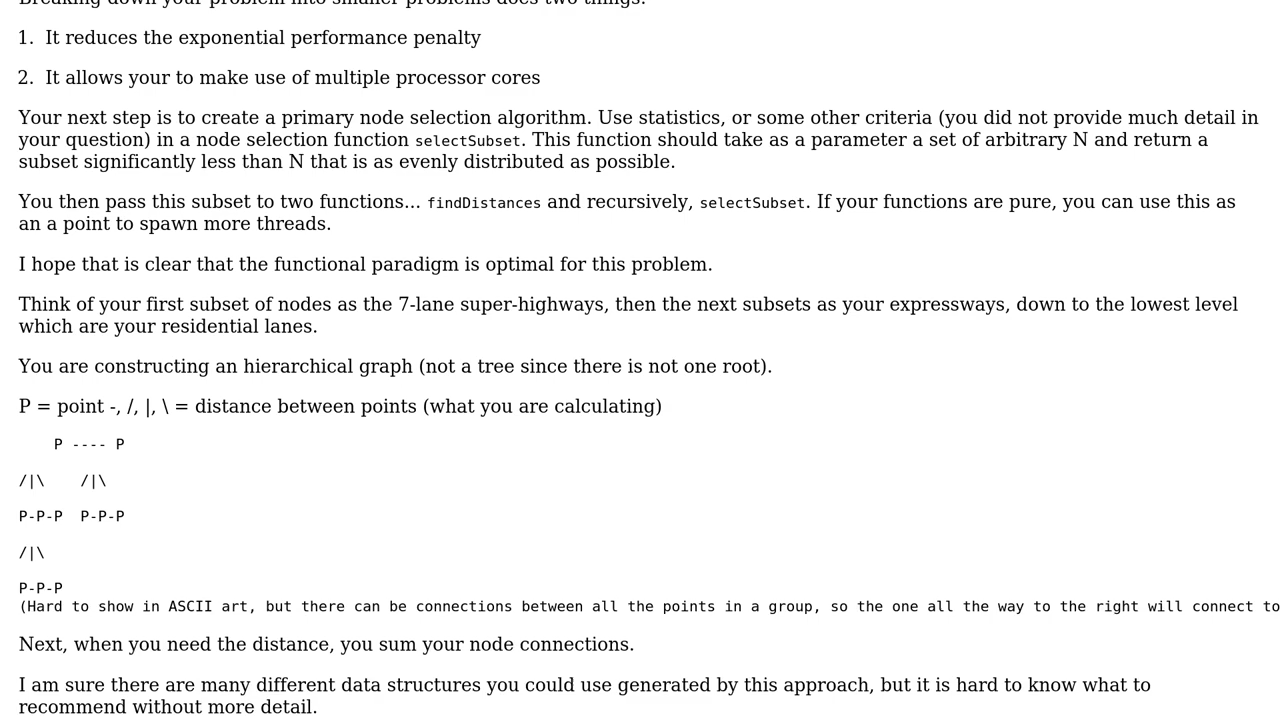 Breaking down your problem into smaller problems does two things:
1. It reduces the exponential performance penalty
2. It allows your to make use of multiple processor cores
Your next step is to create a primary node selection algorithm. Use statistics, or some other criteria (you did not provide much detail in
your question) in a node selection function selectSubset. This function should take as a parameter a set of arbitrary N and return a
subset significantly less than N that is as evenly distributed as possible.
You then pass this subset to two functions... findDistances and recursively, selectSubset. If your functions are pure, you can use this as
an a point to spawn more threads.
I hope that is clear that the functional paradigm is optimal for this problem.
Think of your first subset of nodes as the 7-lane super-highways, then the next subsets as your expressways, down to the lowest level
which are your residential lanes.
You are constructing an hierarchical graph (not a tree since there is not one root).
P = point -, /, |, \ = distance between points (what you are calculating)
    P ---- P
/|\    /|\
P-P-P  P-P-P
/|\
P-P-P
(Hard to show in ASCII art, but there can be connections between all the points in a group, so the one all the way to the right will connect to
Next, when you need the distance, you sum your node connections.
I am sure there are many different data structures you could use generated by this approach, but it is hard to know what to
recommend without more detail.